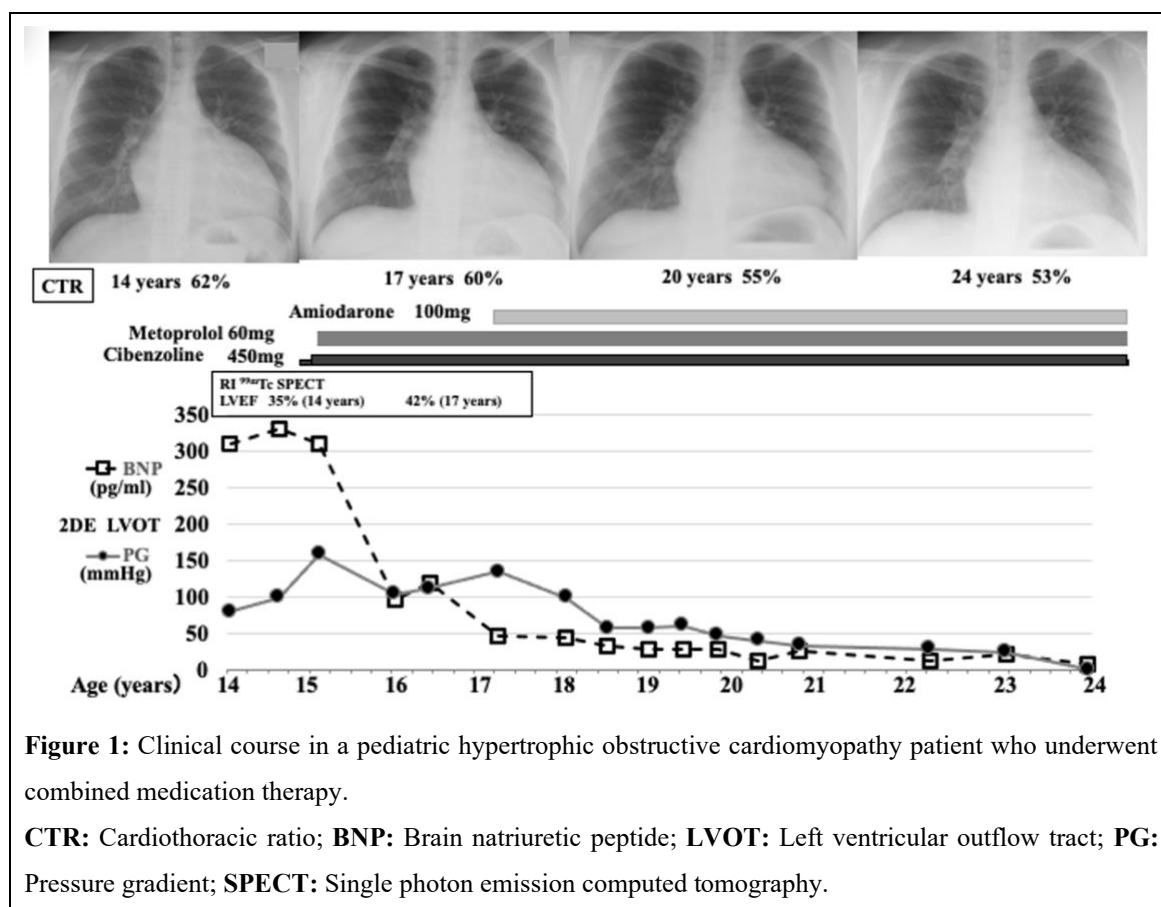 CTR 14 years 62% 17 years 60% 20 years 55% 24 years 53%
Amiodarone 100mg
Metoprolol 60mg
Cibenzoline 450mg
RI ⁹⁹ᵐTc SPECT
LVEF 35% (14 years) 42% (17 years)
350
300
BNP
(pg/ml)
250
2DE LVOT
200
PG
(mmHg)
150
100
50
0
Age (years) 14 15 16 17 18 19 20 21 22 23 24
Figure 1: Clinical course in a pediatric hypertrophic obstructive cardiomyopathy patient who underwent
combined medication therapy.
CTR: Cardiothoracic ratio; BNP: Brain natriuretic peptide; LVOT: Left ventricular outflow tract; PG:
Pressure gradient; SPECT: Single photon emission computed tomography.